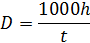 D = 1000h / t